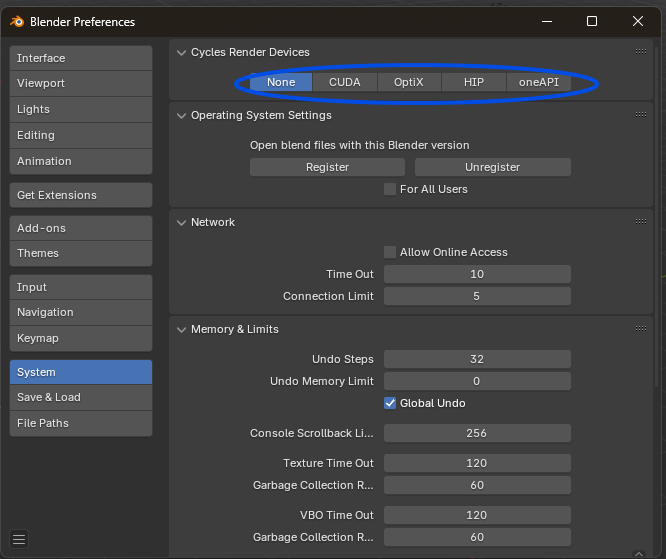 Blender Preferences
Interface
Viewport
Lights
Editing
Animation
Get Extensions
Add-ons
Themes
Input
Navigation
Keymap
System
Save & Load
File Paths
Cycles Render Devices
None CUDA OptiX HIP oneAPI
Operating System Settings
Open blend files with this Blender version
Register Unregister
For All Users
Network
Allow Online Access
Time Out 10
Connection Limit 5
Memory & Limits
Undo Steps 32
Undo Memory Limit 0
Global Undo
Console Scrollback Li... 256
Texture Time Out 120
Garbage Collection R... 60
VBO Time Out 120
Garbage Collection R... 60